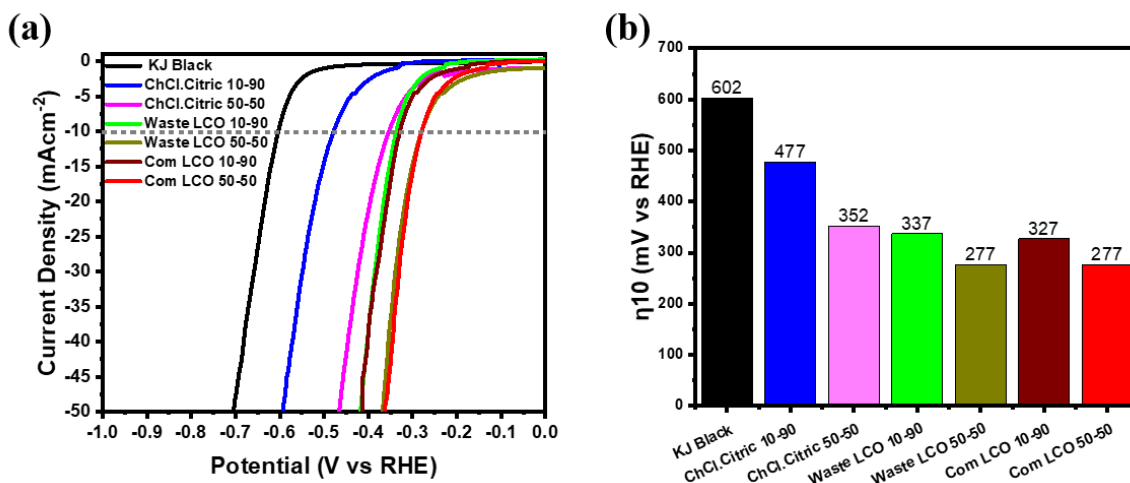 (a)
Current Density (mAcm-2)
0
-5
-10
-15
-20
-25
-30
-35
-40
-45
-50
KJ Black
ChCl.Citric 10-90
ChCl.Citric 50-50
Waste LCO 10-90
Waste LCO 50-50
Com LCO 10-90
Com LCO 50-50
-1.0 -0.9 -0.8 -0.7 -0.6 -0.5 -0.4 -0.3 -0.2 -0.1 0.0
Potential (V vs RHE)
(b)
η10 (mV vs RHE)
700
600
500
400
300
200
100
0
602
477
352
337
277
327
277
KJ Black
ChCl.Citric 10-90
ChCl.Citric 50-50
Waste LCO 10-90
Waste LCO 50-50
Com LCO 10-90
Com LCO 50-50